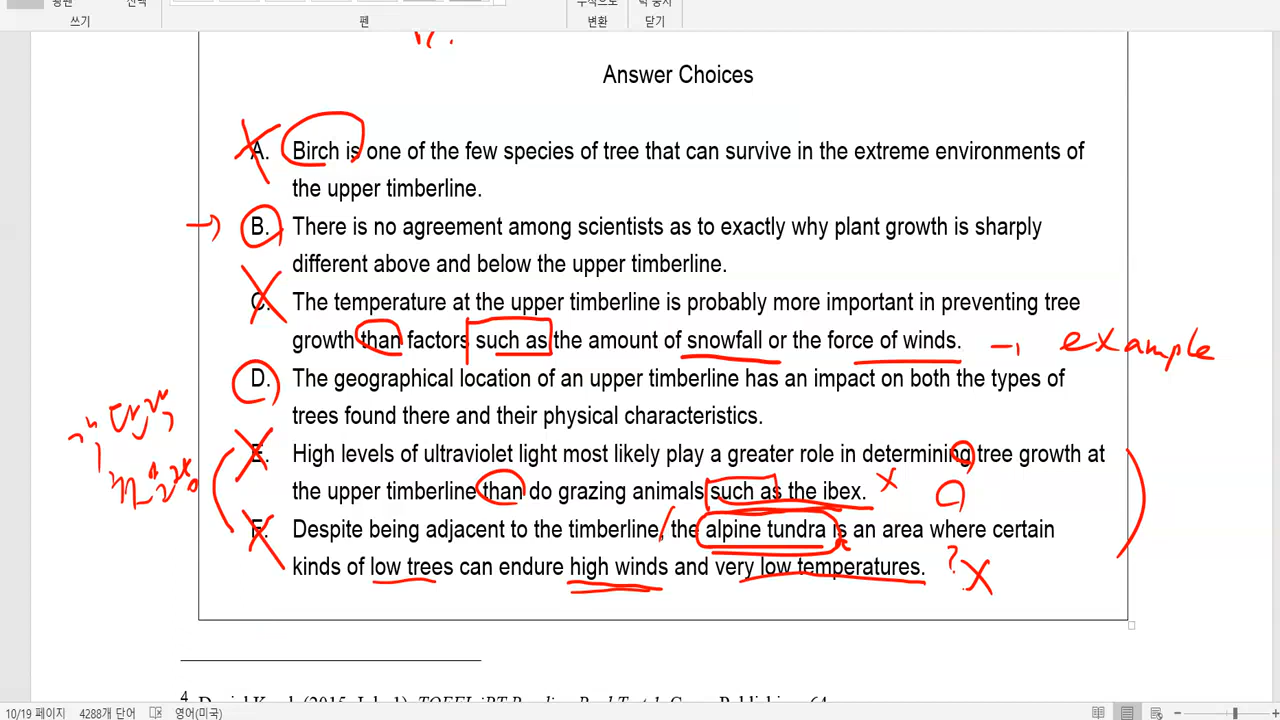 쓰기
펜
변환
닫기
Answer Choices
A. Birch is one of the few species of tree that can survive in the extreme environments of
the upper timberline.
B. There is no agreement among scientists as to exactly why plant growth is sharply
different above and below the upper timberline.
C. The temperature at the upper timberline is probably more important in preventing tree
growth than factors such as the amount of snowfall or the force of winds.
example
D. The geographical location of an upper timberline has an impact on both the types of
trees found there and their physical characteristics.
E. High levels of ultraviolet light most likely play a greater role in determining tree growth at
the upper timberline than do grazing animals such as the ibex.
F. Despite being adjacent to the timberline, the alpine tundra is an area where certain
kinds of low trees can endure high winds and very low temperatures.
4
10/19 페이지 4288개 단어 영어(미국)